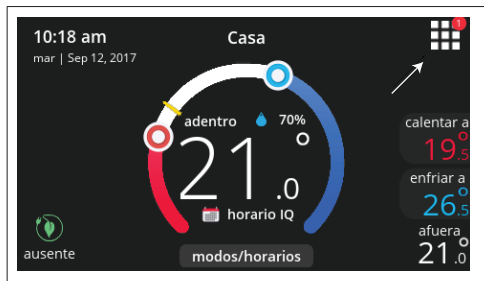 10:18 am
mar | Sep 12, 2017
Casa
1
adentro 70%
21.0°
horario IQ
calentar a
19.5°
enfriar a
26.5°
afuera
21.0°
ausente
modos/horarios